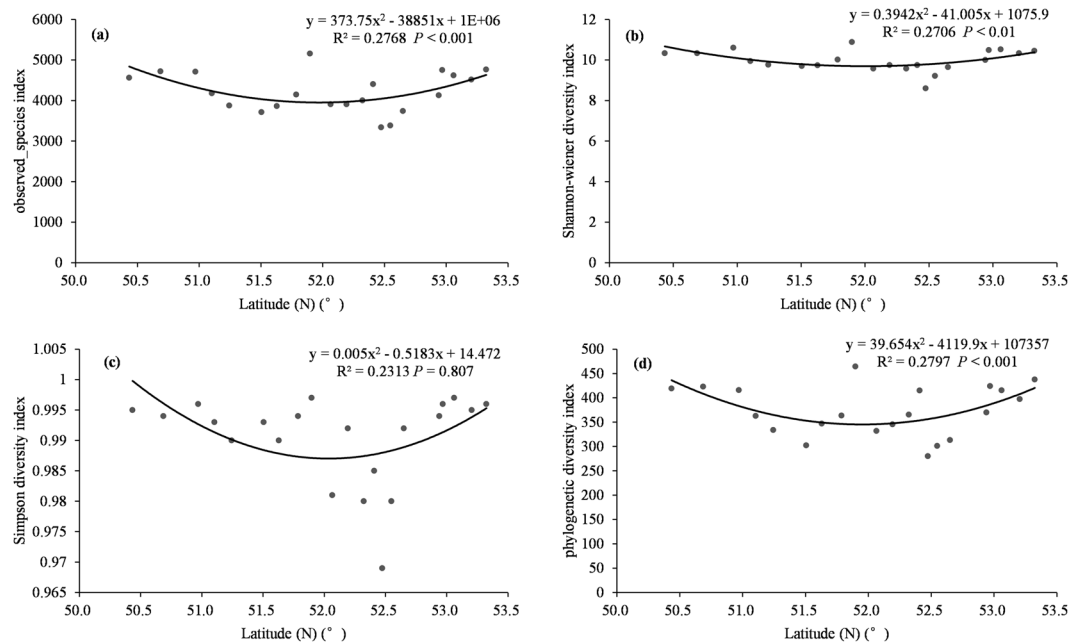 (a)
y = 373.75x² - 38851x + 1E+06
R² = 0.2768 P < 0.001
observed_species index
6000
5000
4000
3000
2000
1000
0
50.0 50.5 51.0 51.5 52.0 52.5 53.0 53.5
Latitude (N) (°)
(b)
y = 0.3942x² - 41.005x + 1075.9
R² = 0.2706 P < 0.01
Shannon-wiener diversity index
12
10
8
6
4
2
0
50.0 50.5 51.0 51.5 52.0 52.5 53.0 53.5
Latitude (N) (°)
(c)
y = 0.005x² - 0.5183x + 14.472
R² = 0.2313 P = 0.807
Simpson diversity index
1.005
1
0.995
0.99
0.985
0.98
0.975
0.97
0.965
50.0 50.5 51.0 51.5 52.0 52.5 53.0 53.5
Latitude (N) (°)
(d)
y = 39.654x² - 4119.9x + 107357
R² = 0.2797 P < 0.001
phylogenetic diversity index
500
450
400
350
300
250
200
150
100
50
0
50.0 50.5 51.0 51.5 52.0 52.5 53.0 53.5
Latitude (N) (°)